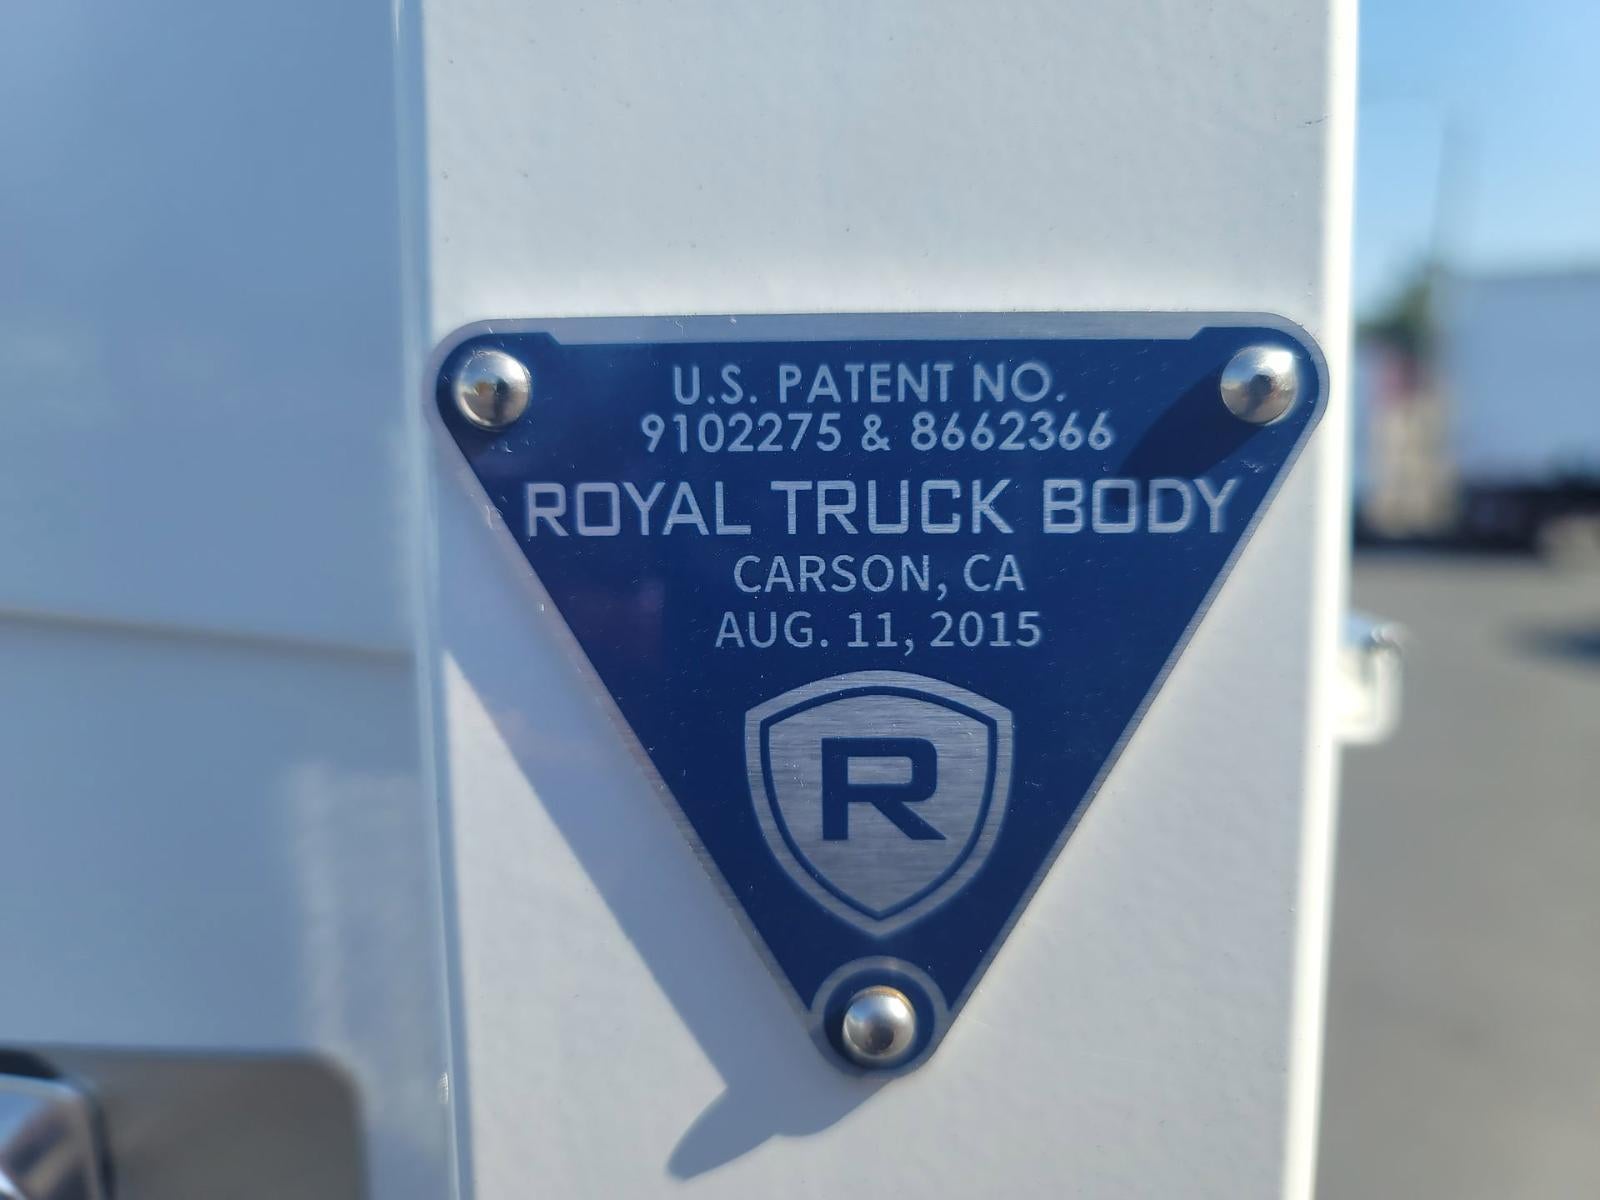 U.S. PATENT NO.
9102275 & 8662366
ROYAL TRUCK BODY
CARSON, CA
AUG. 11, 2015
R